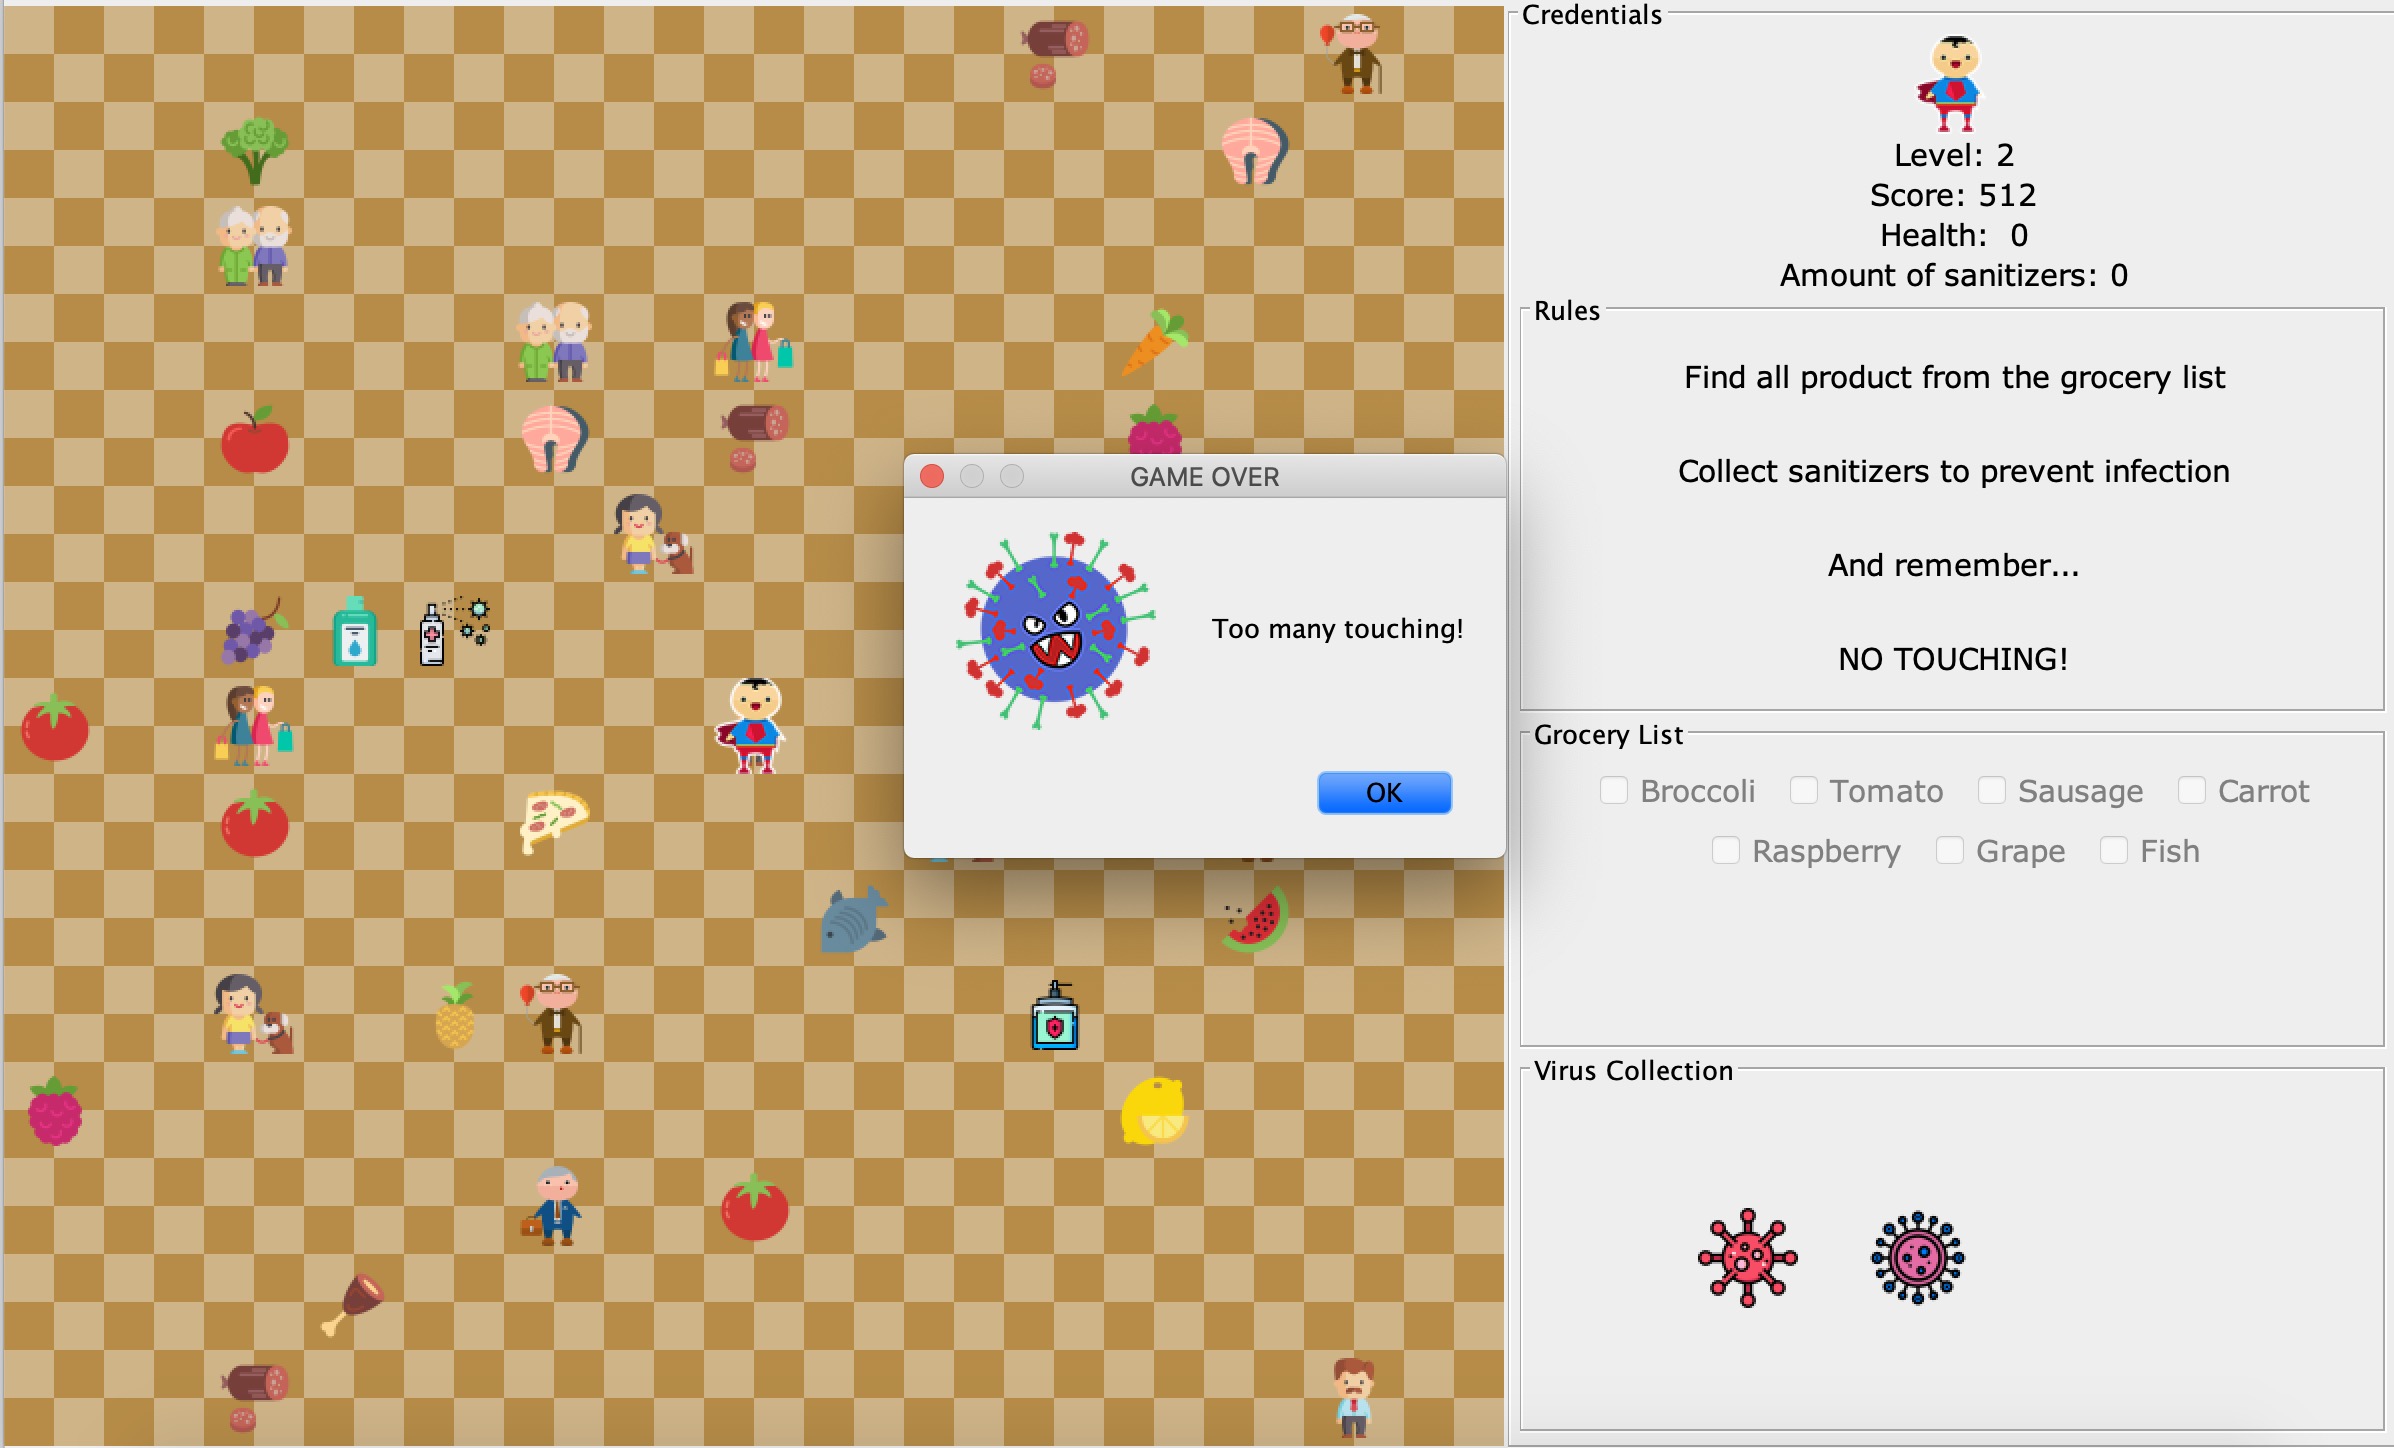 Credentials
Level: 2
Score: 512
Health: 0
Amount of sanitizers: 0
Rules
Find all product from the grocery list
Collect sanitizers to prevent infection
And remember...
NO TOUCHING!
GAME OVER
Too many touching!
OK
Grocery List
Broccoli Tomato Sausage Carrot
Raspberry Grape Fish
Virus Collection